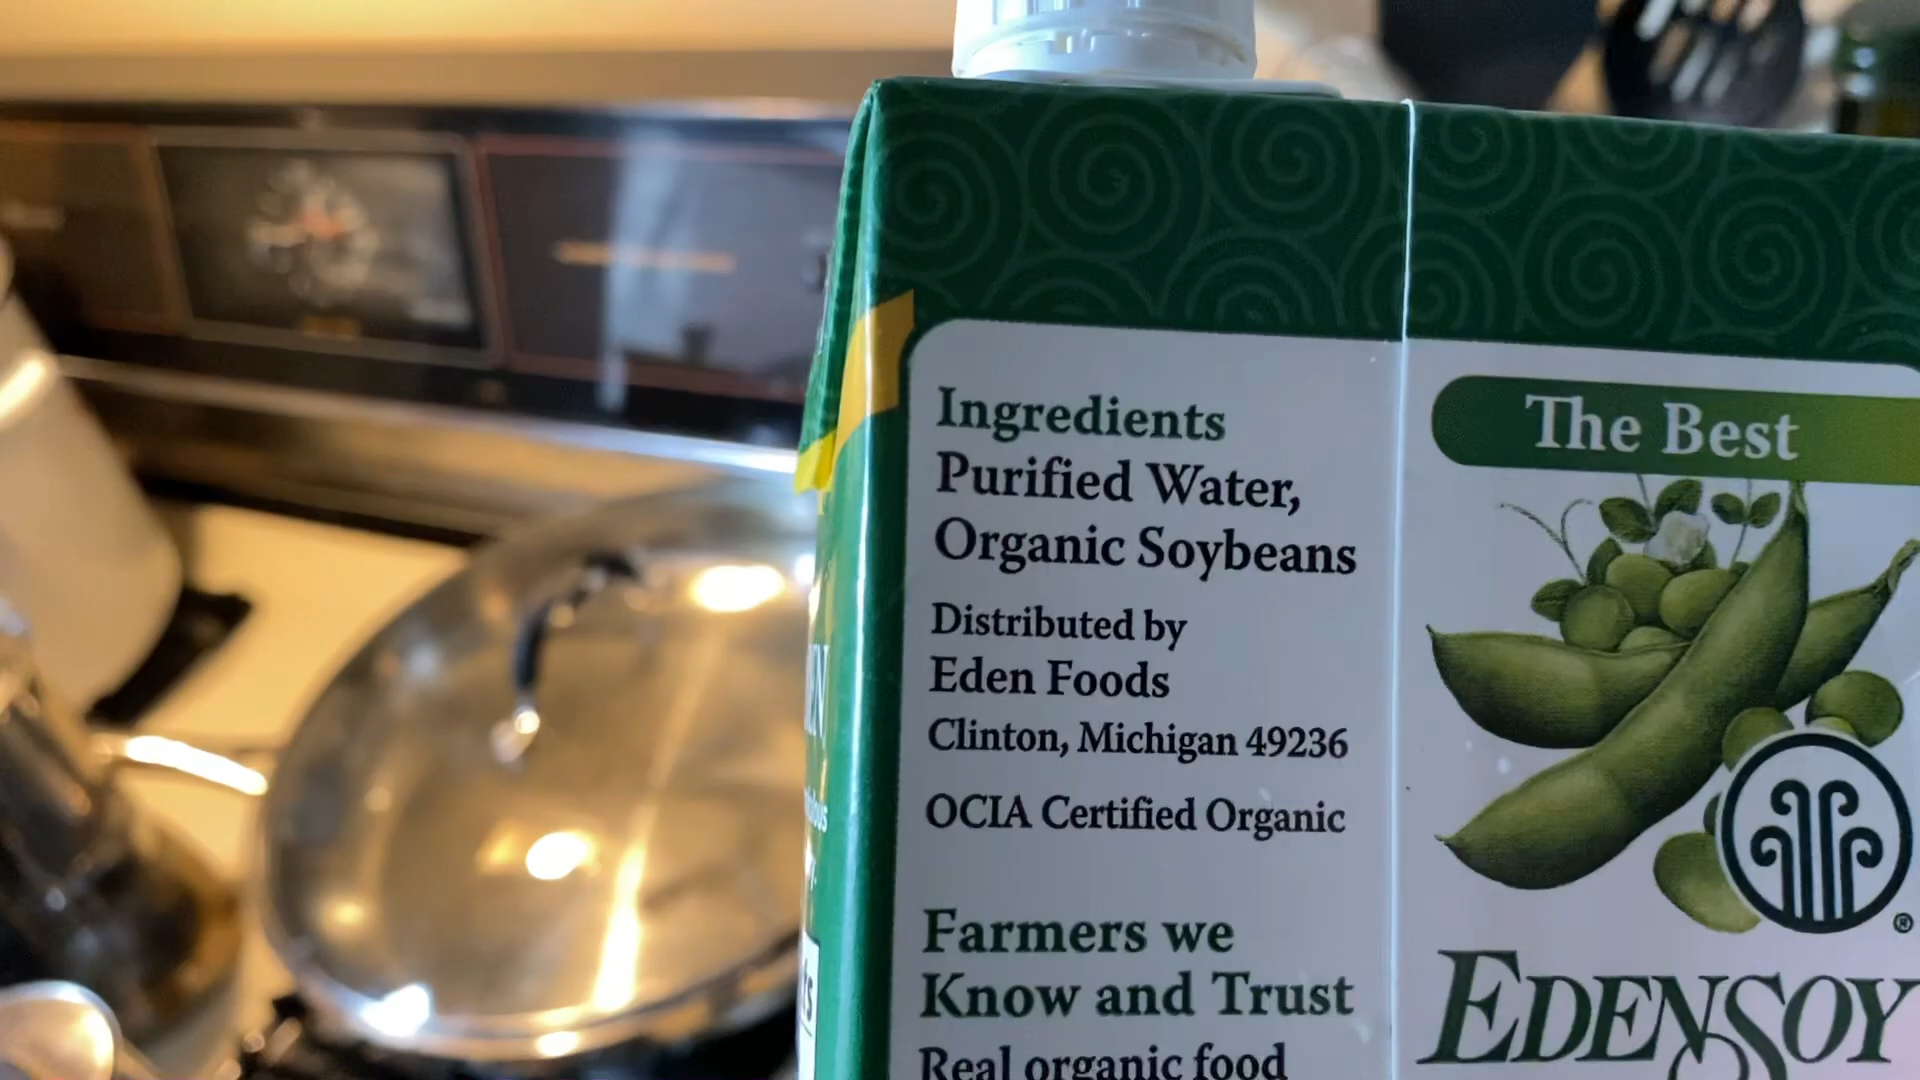 Ingredients
Purified Water,
Organic Soybeans
Distributed by
Eden Foods
Clinton, Michigan 49236
OCIA Certified Organic
Farmers we
Know and Trust
Real organic food
The Best
®
EDENSOY